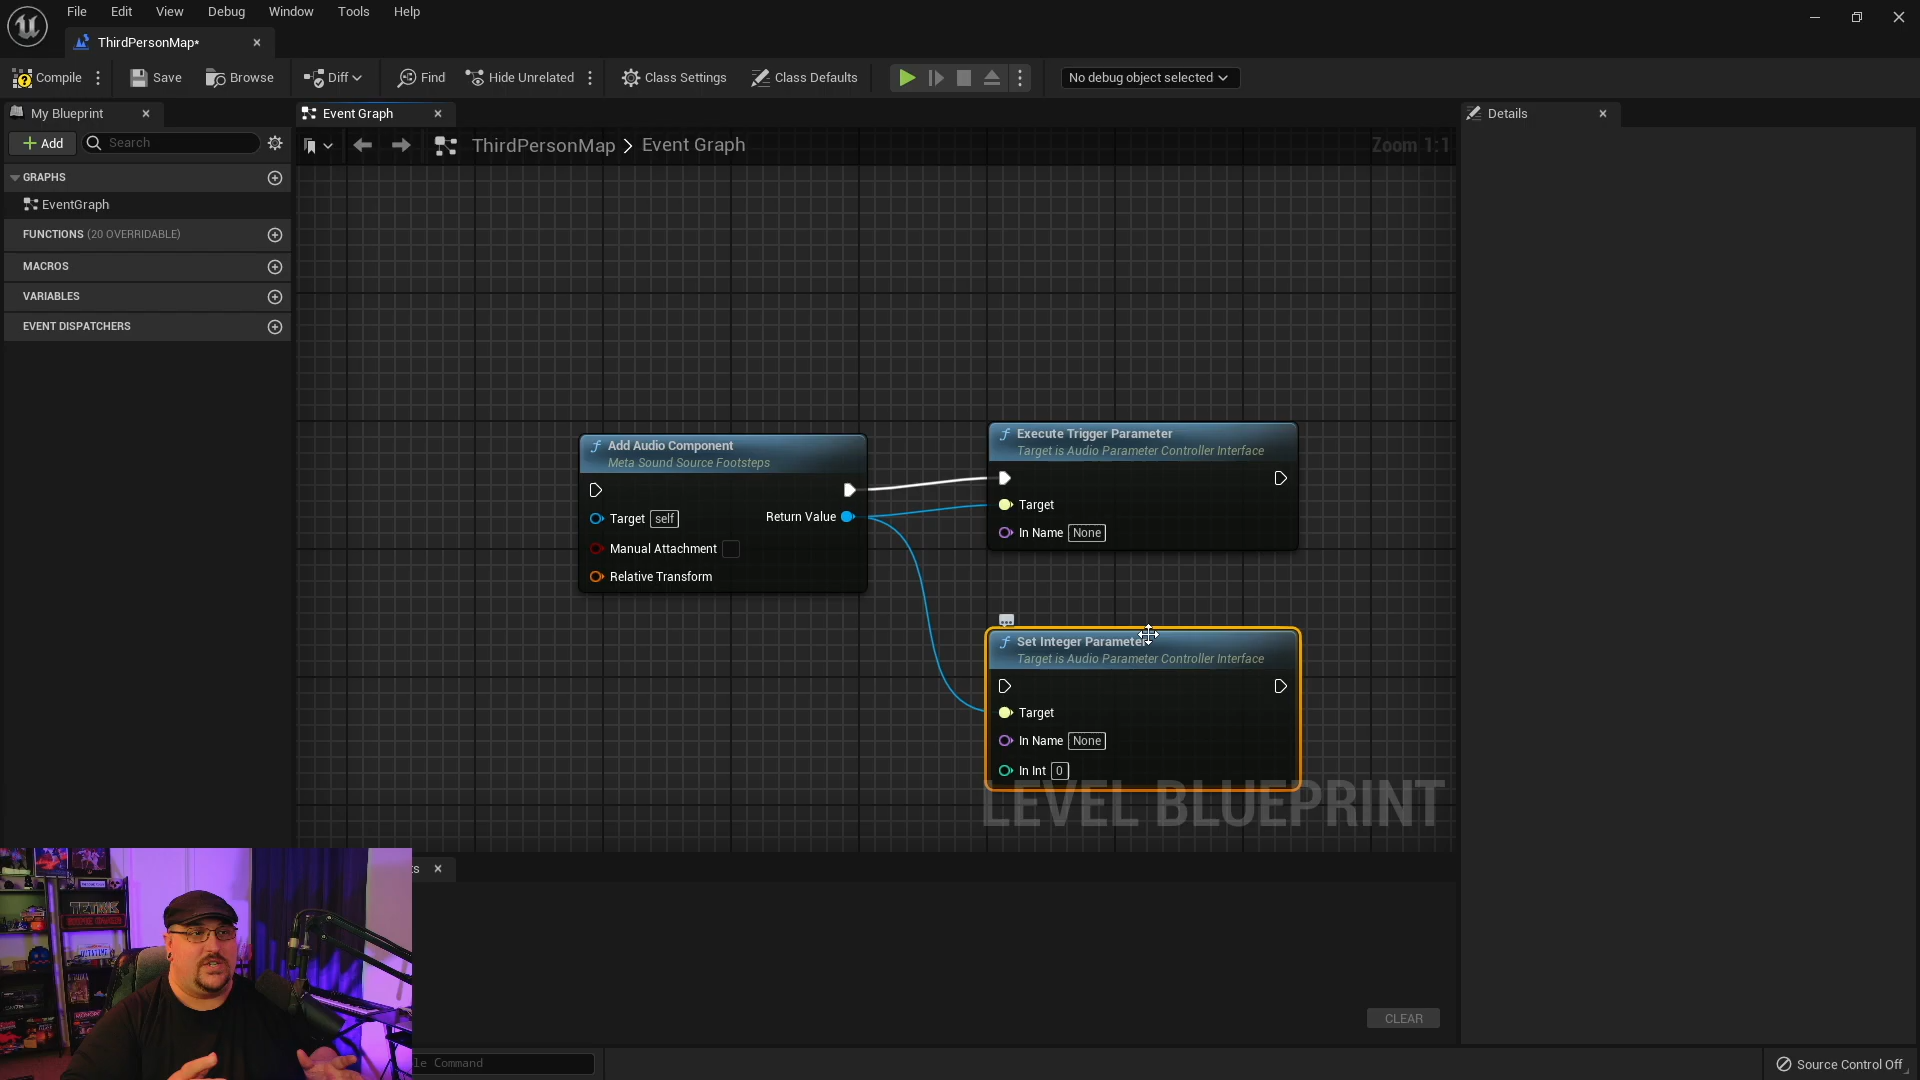 File Edit View Debug Window Tools Help
ThirdPersonMap*
Compile Save Browse Diff Find Hide Unrelated Class Settings Class Defaults No debug object selected
My Blueprint
Event Graph
Details
Add Search
ThirdPersonMap > Event Graph
Zoom 1:1
GRAPHS
EventGraph
FUNCTIONS (20 OVERRIDABLE)
MACROS
VARIABLES
EVENT DISPATCHERS
Add Audio Component
Meta Sound Source Footsteps
Target self
Return Value
Manual Attachment
Relative Transform
Execute Trigger Parameter
Target is Audio Parameter Controller Interface
Target
In Name None
Set Integer Parameter
Target is Audio Parameter Controller Interface
Target
In Name None
In Int 0
LEVEL BLUEPRINT
TETRIS
CLEAR
Command
Source Control Off